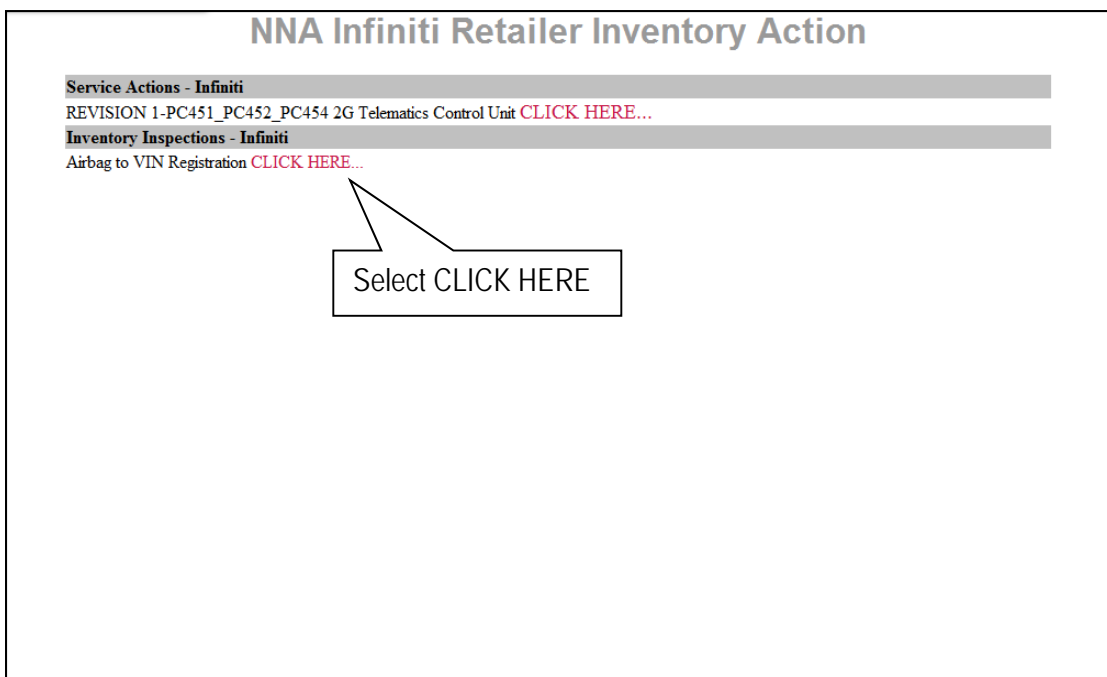 NNA Infiniti Retailer Inventory Action
Service Actions - Infiniti
REVISION 1-PC451_PC452_PC454 2G Telematics Control Unit CLICK HERE...
Inventory Inspections - Infiniti
Airbag to VIN Registration CLICK HERE...
Select CLICK HERE